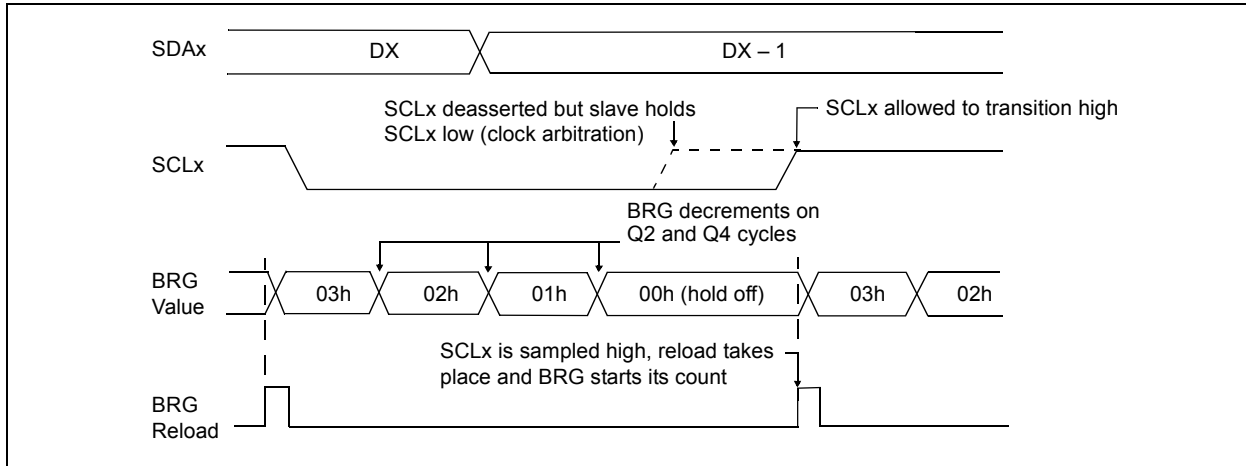 SDAx
DX
DX – 1
SCLx deasserted but slave holds
SCLx low (clock arbitration)
SCLx allowed to transition high
SCLx
BRG decrements on
Q2 and Q4 cycles
BRG
Value
03h
02h
01h
00h (hold off)
03h
02h
SCLx is sampled high, reload takes
place and BRG starts its count
BRG
Reload